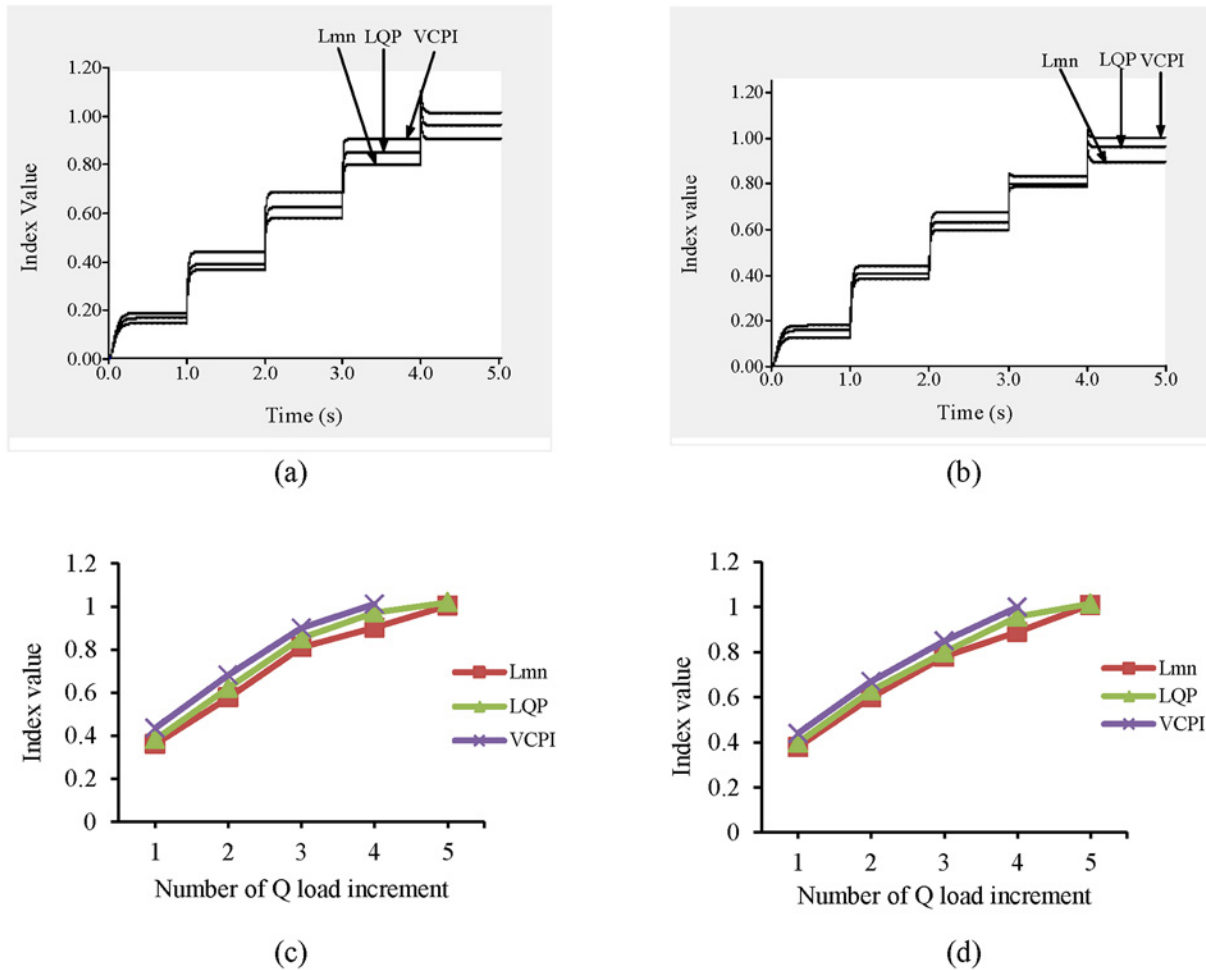 Lmn LQP VCPI
1.20
1.00
0.80
0.60
0.40
0.20
0.00
Index Value
0.0 1.0 2.0 3.0 4.0 5.0
Time (s)
(a)
Lmn LQP VCPI
1.20
1.00
0.80
0.60
0.40
0.20
0.00
Index value
0.0 1.0 2.0 3.0 4.0 5.0
Time (s)
(b)
1.2
1
0.8
0.6
0.4
0.2
0
Index value
1 2 3 4 5
Number of Q load increment
Lmn
LQP
VCPI
(c)
1.2
1
0.8
0.6
0.4
0.2
0
Index value
1 2 3 4 5
Number of Q load increment
Lmn
LQP
VCPI
(d)